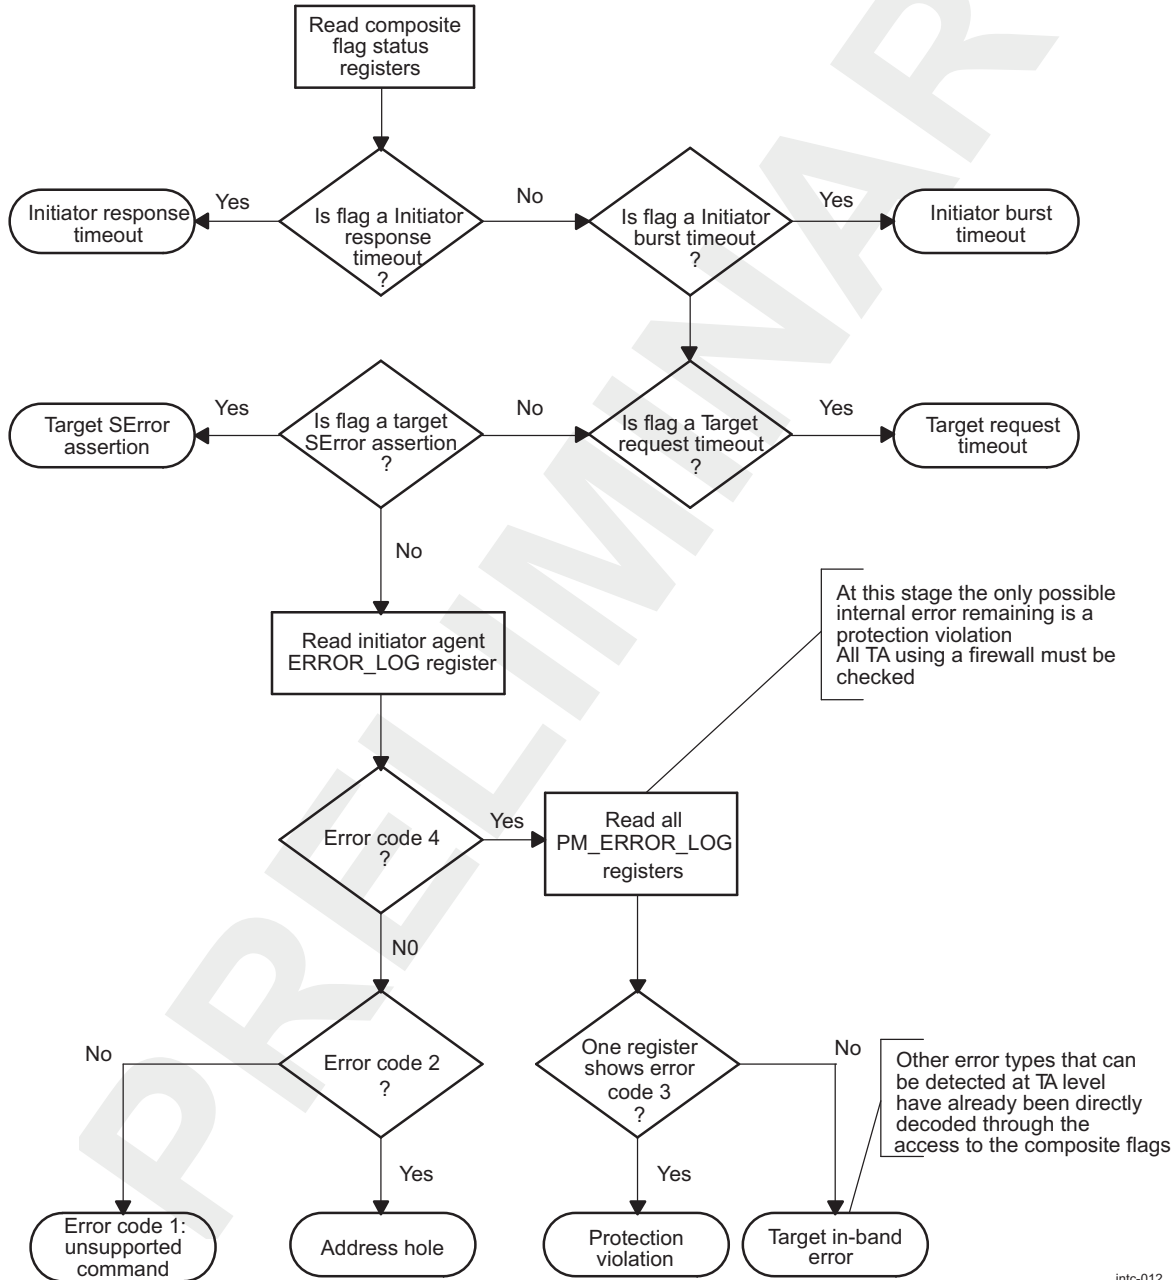 Read composite
flag status
registers
Yes
No
Yes
Initiator response
timeout
Is flag a Initiator
response
timeout
?
Is flag a Initiator
burst timeout
?
Initiator burst
timeout
Yes
No
Yes
Target SError
assertion
Is flag a target
SError assertion
?
Is flag a Target
request timeout
?
Target request
timeout
No
At this stage the only possible
internal error remaining is a
protection violation
All TA using a firewall must be
checked
Read initiator agent
ERROR_LOG register
Error code 4
?
Yes
Read all
PM_ERROR_LOG
registers
N0
No
Error code 2
?
One register
shows error
code 3
?
No
Other error types that can
be detected at TA level
have already been directly
decoded through the
access to the composite flags
Yes
Yes
Error code 1:
unsupported
command
Address hole
Protection
violation
Target in-band
error
intc-012
PRELIMINAR